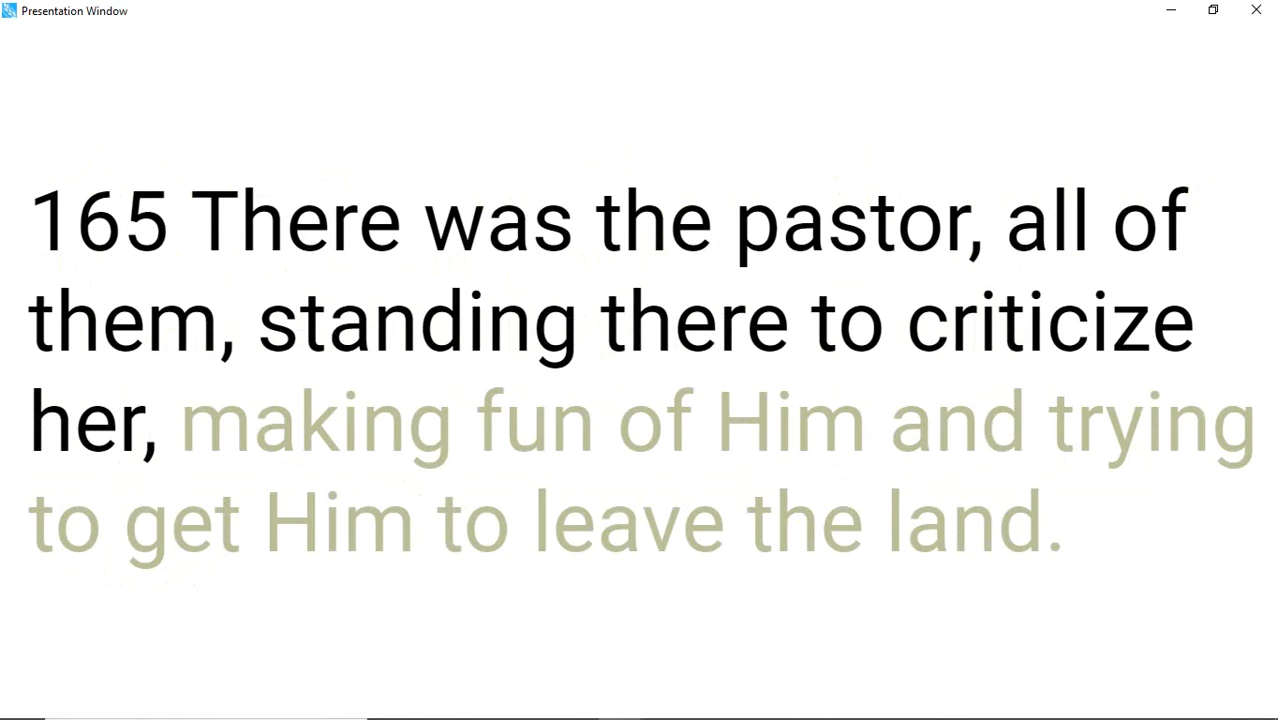 Presentation Window
165 There was the pastor, all of
them, standing there to criticize
her, making fun of Him and trying
to get Him to leave the land.